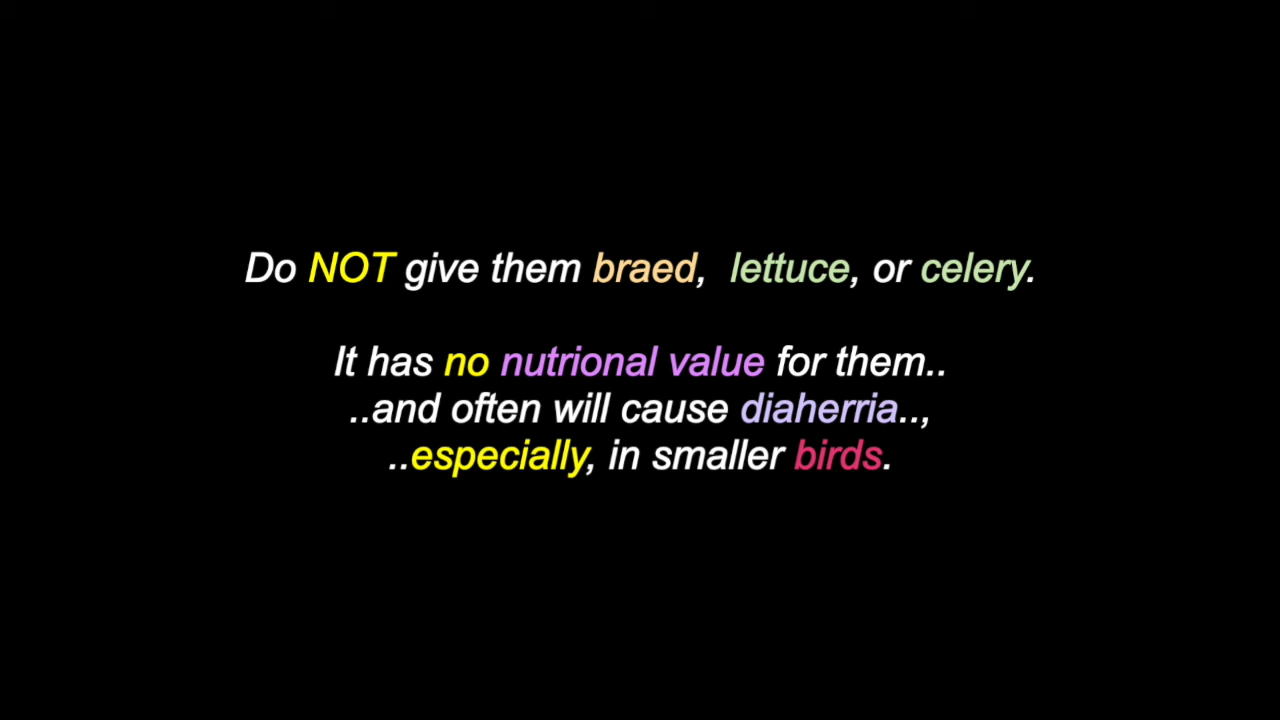 Do NOT give them braed, lettuce, or celery.
It has no nutrional value for them..
..and often will cause diaherria..,
..especially, in smaller birds.